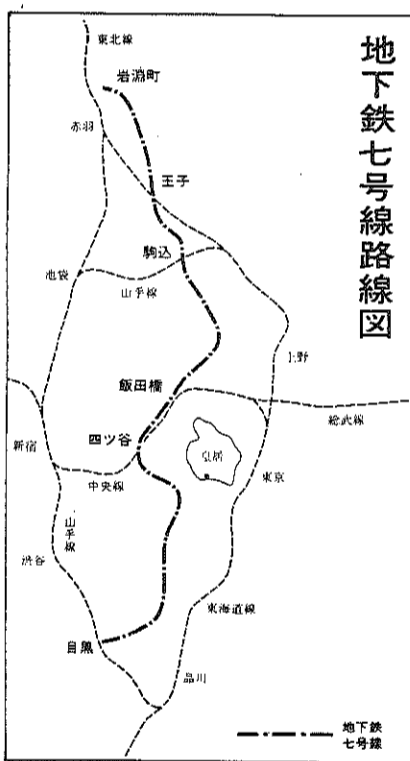 地下鉄七号線路線図
東北線
岩淵町
赤羽
王子
駒込
池袋
山手線
上野
飯田橋
総武線
四ツ谷
新宿
皇居
東京
中央線
山手線
渋谷
東海道線
目黒
品川
地下鉄
七号線